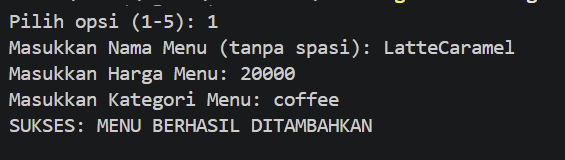 Pilih opsi (1-5): 1
Masukkan Nama Menu (tanpa spasi): LatteCaramel
Masukkan Harga Menu: 20000
Masukkan Kategori Menu: coffee
SUKSES: MENU BERHASIL DITAMBAHKAN